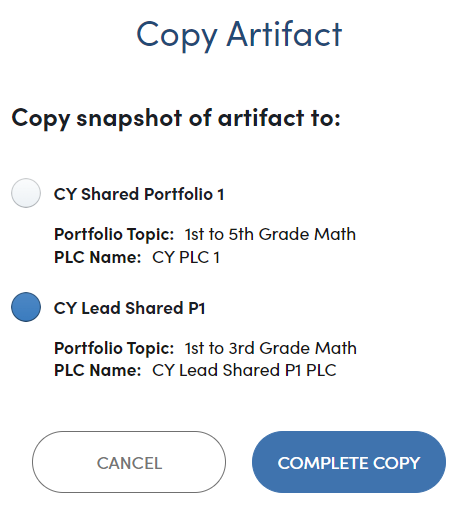 Copy Artifact
Copy snapshot of artifact to:
CY Shared Portfolio 1
Portfolio Topic: 1st to 5th Grade Math
PLC Name: CY PLC 1
CY Lead Shared P1
Portfolio Topic: 1st to 3rd Grade Math
PLC Name: CY Lead Shared P1 PLC
CANCEL
COMPLETE COPY